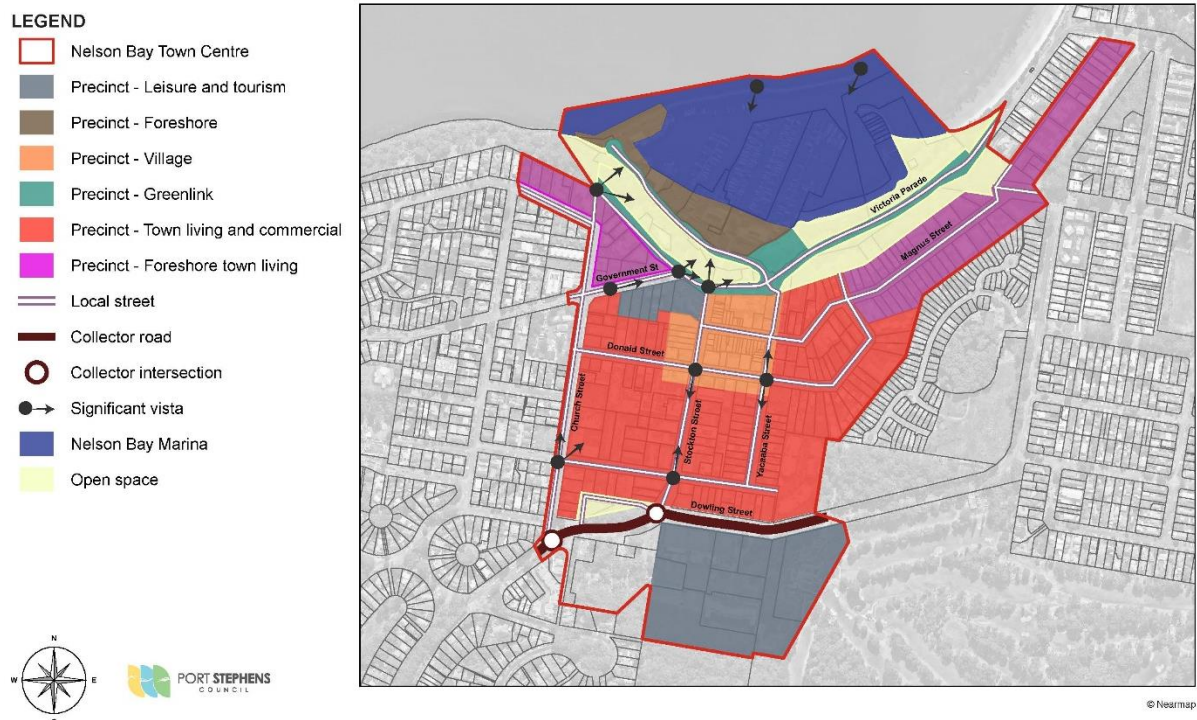 LEGEND
Nelson Bay Town Centre
Precinct - Leisure and tourism
Precinct - Foreshore
Precinct - Village
Precinct - Greenlink
Precinct - Town living and commercial
Precinct - Foreshore town living
Local street
Collector road
Collector intersection
Significant vista
Nelson Bay Marina
Open space
N
W
E
S
PORT STEPHENS
COUNCIL
Victoria Parade
Magnus Street
Government St
Donald Street
Church Street
Stockton Street
Yacaaba Street
Dowling Street
© Nearmap